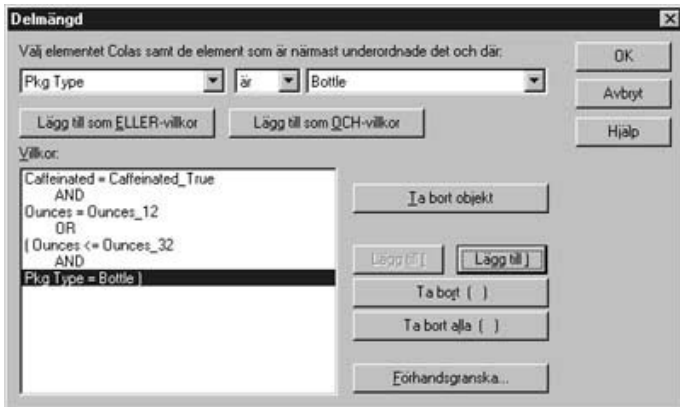 Delmängd
Välj elementet Colas samt de element som är närmast underordnade det och där:
Pkg Type är Bottle
OK
Avbryt
Hjälp
Lägg till som ELLER-villkor Lägg till som OCH-villkor
Villkor:
Caffeinated = Caffeinated_True
AND
Ounces = Ounces_12
OR
( Ounces <= Ounces_32
AND
Pkg Type = Bottle )
Ta bort objekt
Lägg till ( Lägg till )
Ta bort ( )
Ta bort alla ( )
Förhandsgranska...